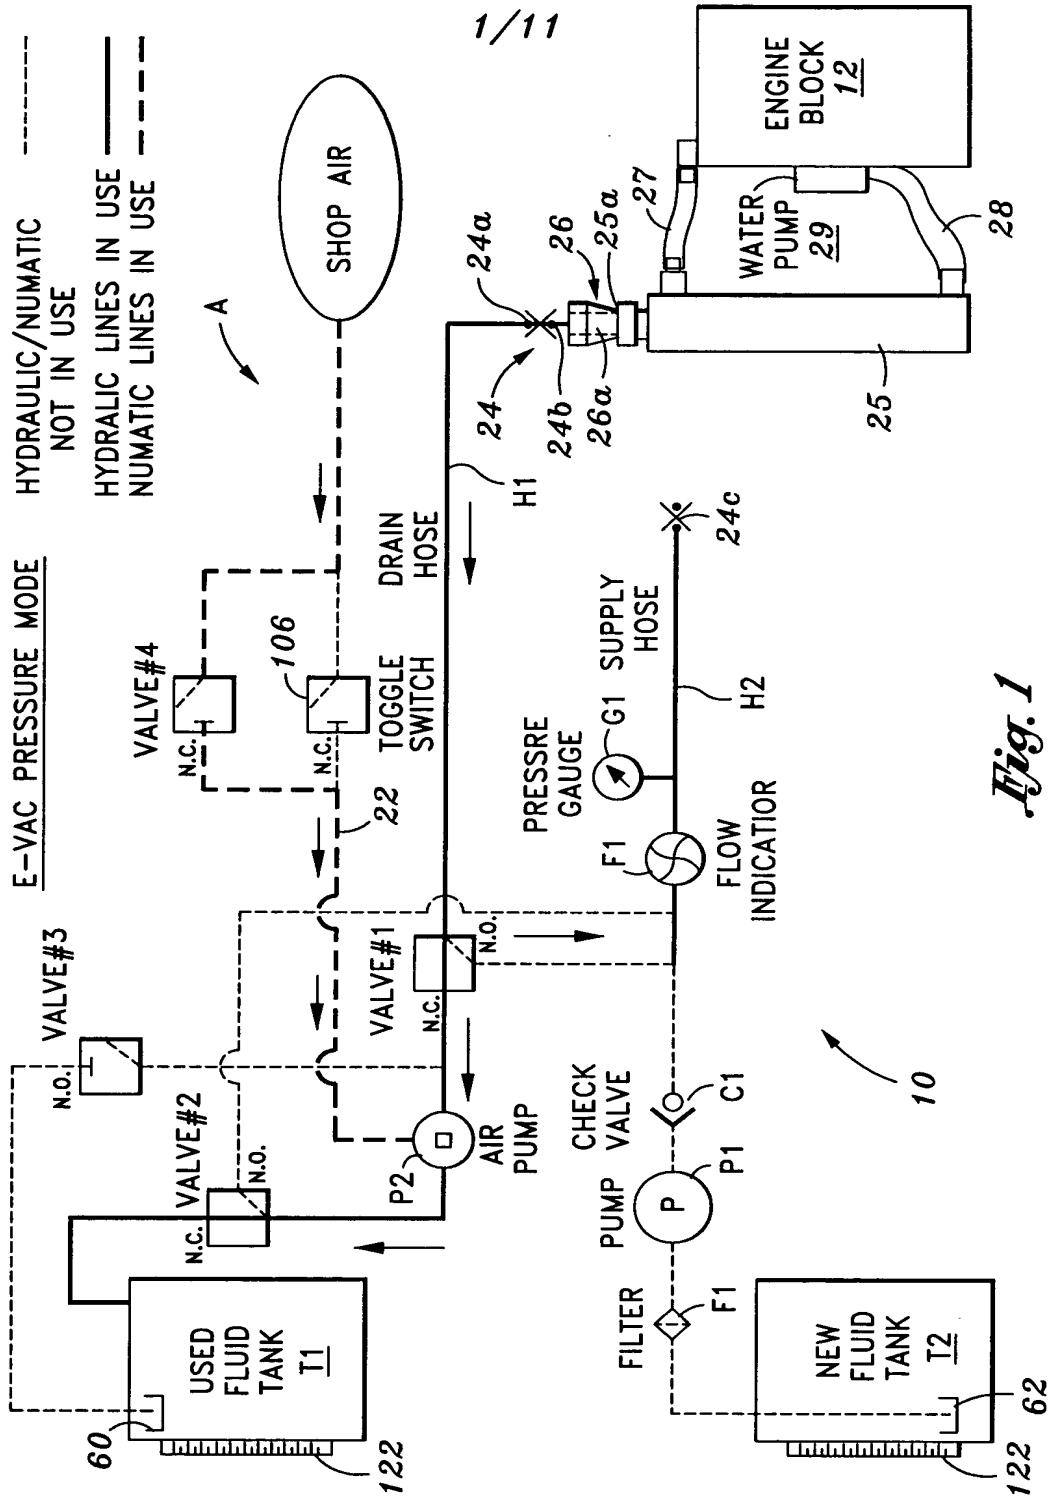 1/11
E-VAC PRESSURE MODE
HYDRAULIC/NUMATIC
NOT IN USE
HYDRALIC LINES IN USE
NUMATIC LINES IN USE
A
SHOP AIR
VALVE#4
N.C.
106
N.C.
TOGGLE
SWITCH
22
VALVE#3
N.O.
VALVE#2
N.C.
N.O.
VALVE#1
N.C.
N.O.
DRAIN
HOSE
H1
24a
24
24b
26
26a
25a
25
27
28
WATER
PUMP
29
ENGINE
BLOCK
12
P2
AIR
PUMP
USED
FLUID
TANK
T1
60
122
PRESSRE
GAUGE
G1
SUPPLY
HOSE
H2
24c
F1
FLOW
INDICATIOR
CHECK
VALVE
C1
PUMP
P
P1
FILTER
F1
NEW
FLUID
TANK
T2
62
122
10
Fig. 1